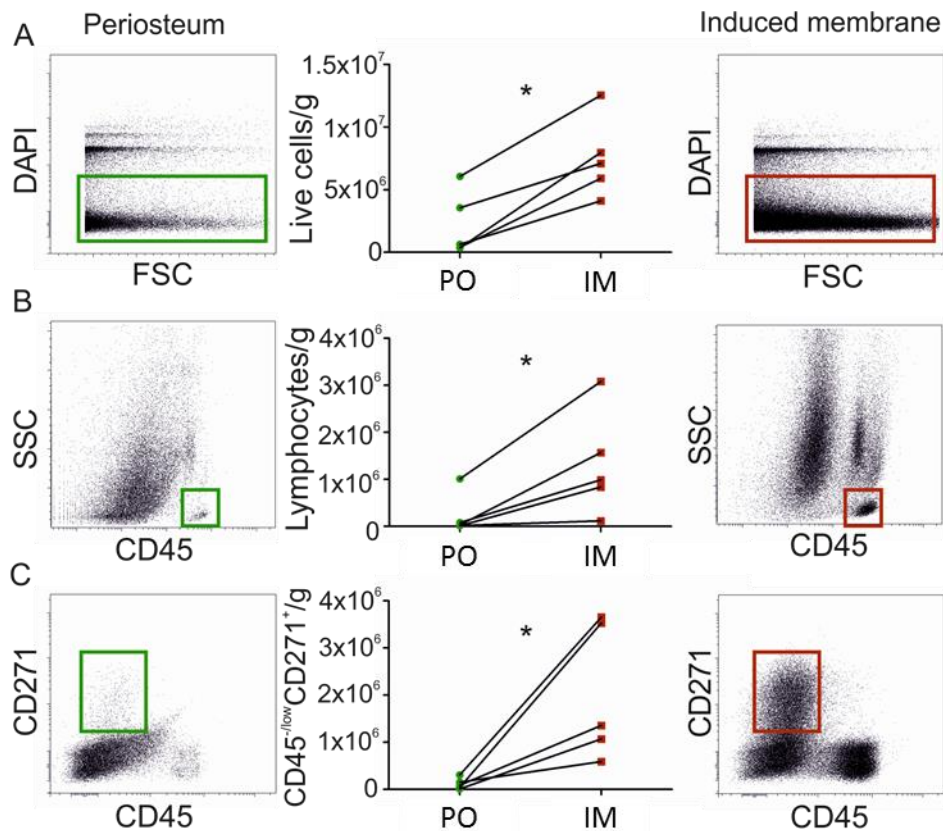 Periosteum
Induced membrane
A
DAPI
FSC
Live cells/g
1.5x10⁷
1x10⁷
5x10⁶
0
*
PO IM
DAPI
FSC
B
SSC
CD45
Lymphocytes/g
4x10⁶
3x10⁶
2x10⁶
1x10⁶
0
*
PO IM
SSC
CD45
C
CD271
CD45
CD45⁻/ˡᵒʷCD271⁺/g
4x10⁶
3x10⁶
2x10⁶
1x10⁶
0
*
PO IM
CD271
CD45